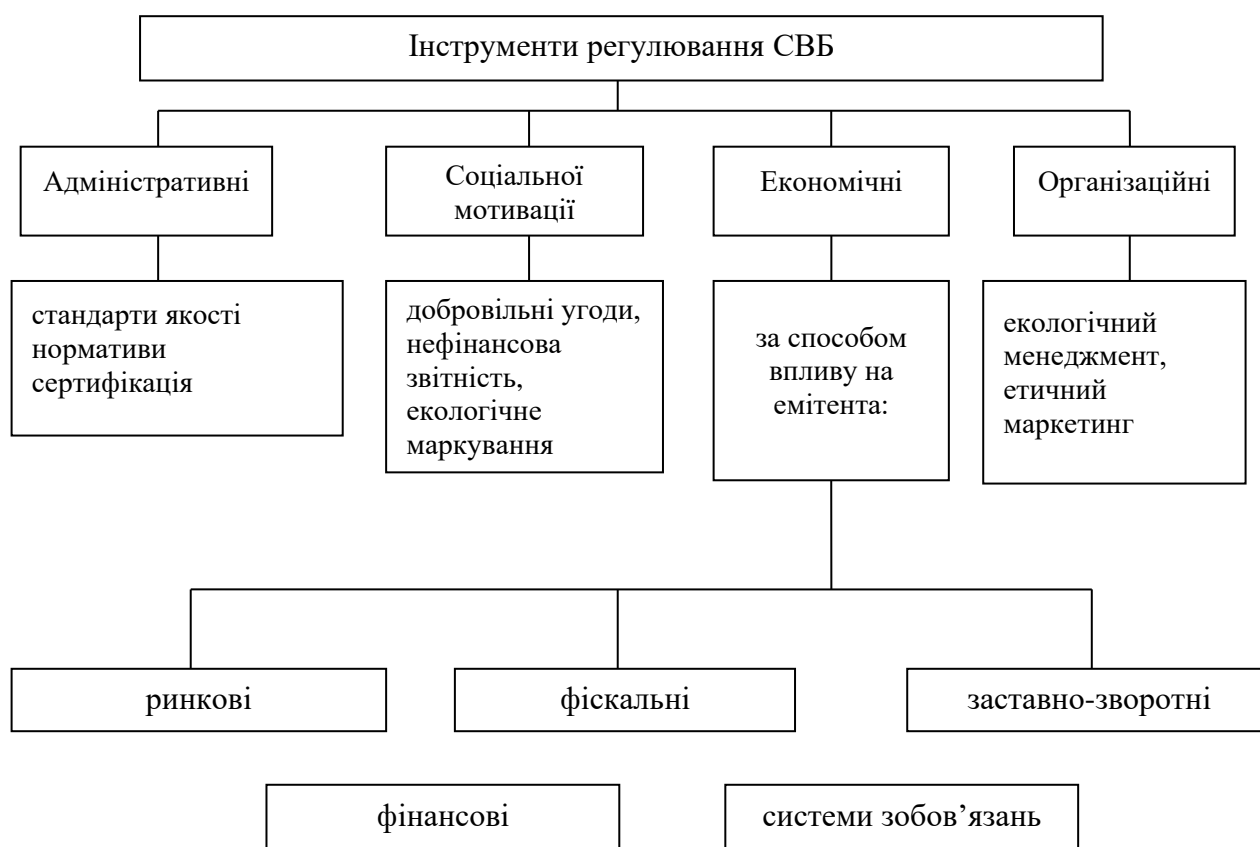 Інструменти регулювання СВБ
Адміністративні
Соціальної
мотивації
Економічні
Організаційні
стандарти якості
нормативи
сертифікація
добровільні угоди,
нефінансова
звітність,
екологічне
маркування
за способом
впливу на
емітента:
екологічний
менеджмент,
етичний
маркетинг
ринкові
фіскальні
заставно-зворотні
фінансові
системи зобов’язань